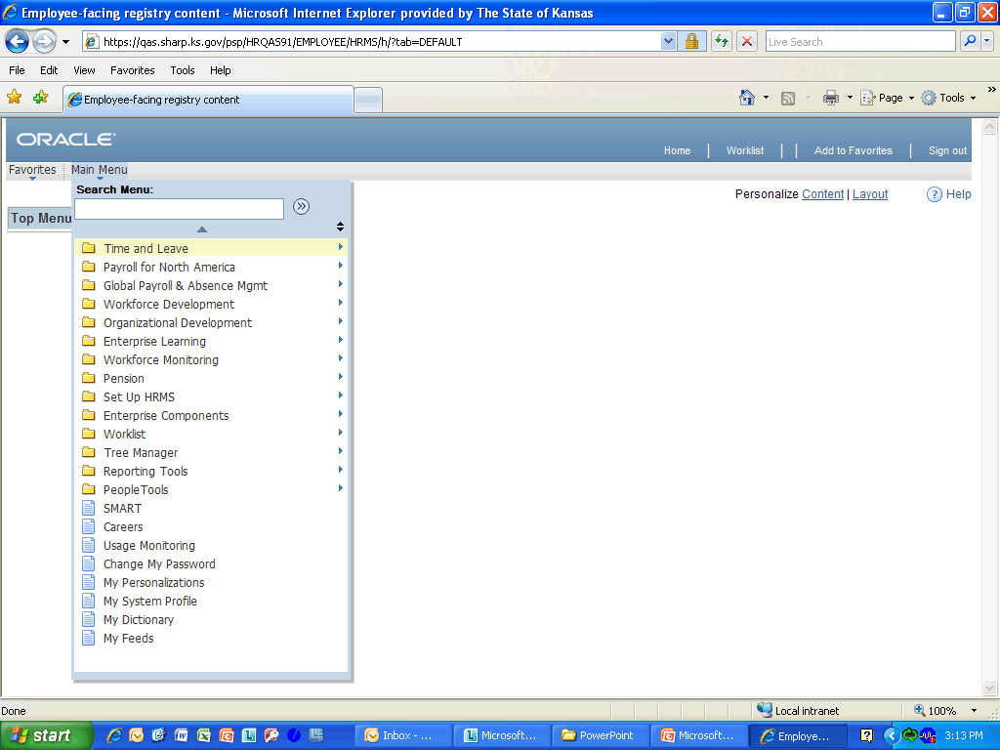 Employee-facing registry content - Microsoft Internet Explorer provided by The State of Kansas
https://qas.sharp.ks.gov/psp/HRQAS91/EMPLOYEE/HRMS/h/?tab=DEFAULT
Live Search
File Edit View Favorites Tools Help
Employee-facing registry content
Page Tools
ORACLE
Home Worklist Add to Favorites Sign out
Favorites Main Menu
Personalize Content | Layout ? Help
Search Menu:
Top Menu
Time and Leave
Payroll for North America
Global Payroll & Absence Mgmt
Workforce Development
Organizational Development
Enterprise Learning
Workforce Monitoring
Pension
Set Up HRMS
Enterprise Components
Worklist
Tree Manager
Reporting Tools
PeopleTools
SMART
Careers
Usage Monitoring
Change My Password
My Personalizations
My System Profile
My Dictionary
My Feeds
Done Local intranet 100%
start Inbox - ... Microsoft... PowerPoint Microsoft... Employe... 3:13 PM